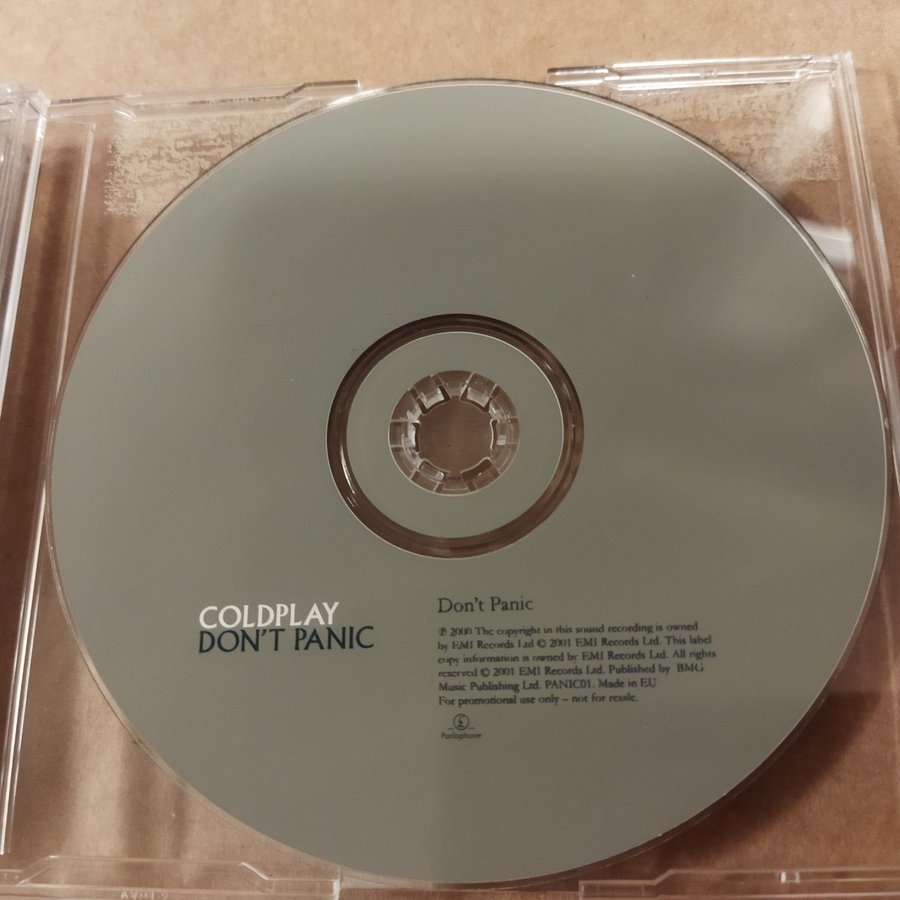 COLDPLAY
DON'T PANIC
Don't Panic
℗ 2000 The copyright in this sound recording is owned
by EMI Records Ltd © 2001 EMI Records Ltd. This label
copy information is owned by EMI Records Ltd. All rights
reserved © 2001 EMI Records Ltd. Published by BMG
Music Publishing Ltd. PANIC01. Made in EU
For promotional use only – not for resale.
Parlophone